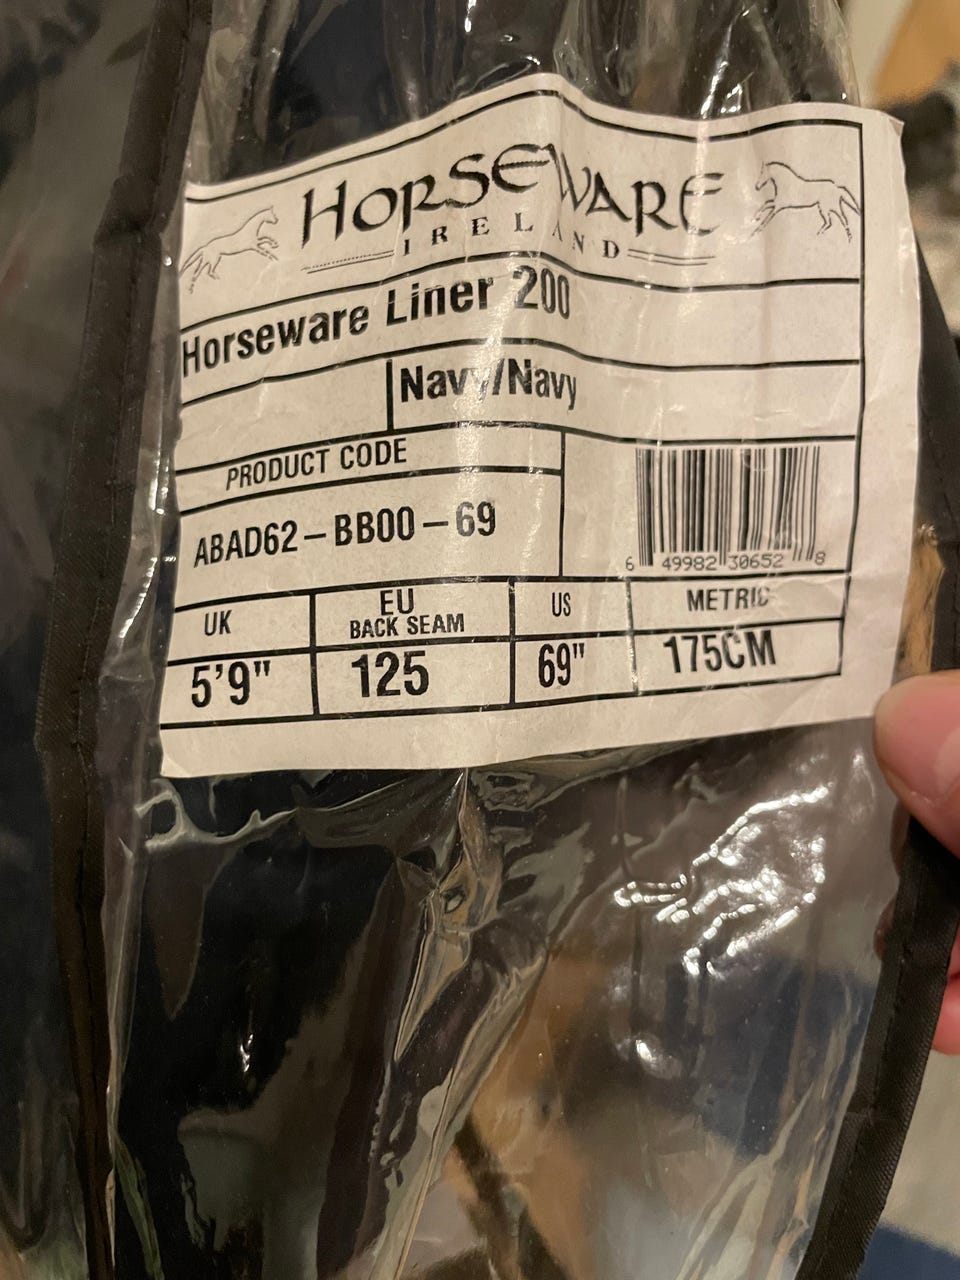 HORSEWARE
IRELAND
Horseware Liner 200
Navy/Navy
PRODUCT CODE
ABAD62-BB00-69
6 49982 30652 8
UK
EU
BACK SEAM
US
METRIC
5'9"
125
69"
175CM